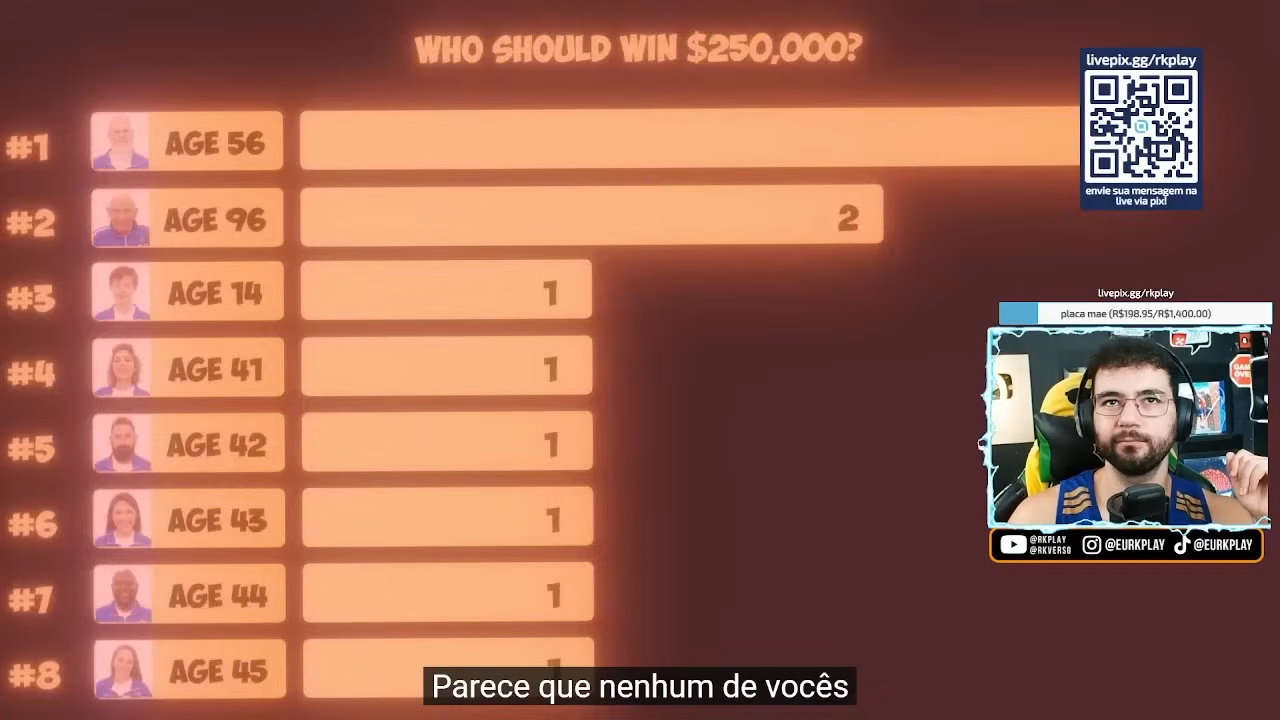 WHO SHOULD WIN $250,000?
#1 AGE 56
#2 AGE 96 2
#3 AGE 14 1
#4 AGE 41 1
#5 AGE 42 1
#6 AGE 43 1
#7 AGE 44 1
#8 AGE 45 1
Parece que nenhum de vocês
livepix.gg/rkplay
envie sua mensagem na
live via pix!
livepix.gg/rkplay
placa mae (R$198.95/R$1,400.00)
GAME
OVER
@RKPLAY
@RKVERSO
@EURKPLAY
@EURKPLAY